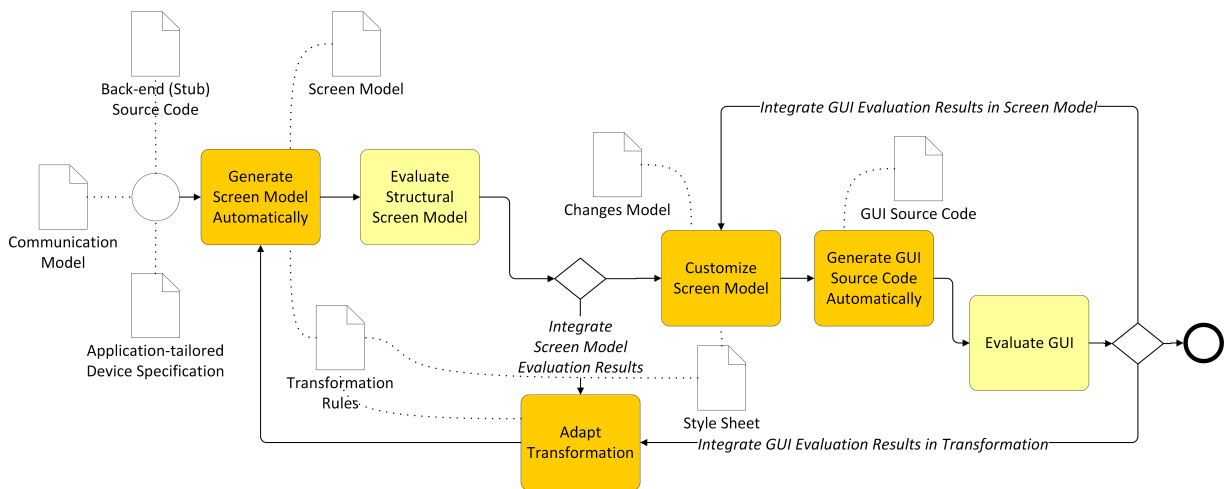 Back-end (Stub)
Source Code
Screen Model
Integrate GUI Evaluation Results in Screen Model
Generate
Screen Model
Automatically
Evaluate
Structural
Screen Model
Changes Model
GUI Source Code
Communication
Model
Customize
Screen Model
Generate GUI
Source Code
Automatically
Application-tailored
Device Specification
Integrate
Screen Model
Evaluation Results
Evaluate GUI
Transformation
Rules
Style Sheet
Adapt
Transformation
Integrate GUI Evaluation Results in Transformation